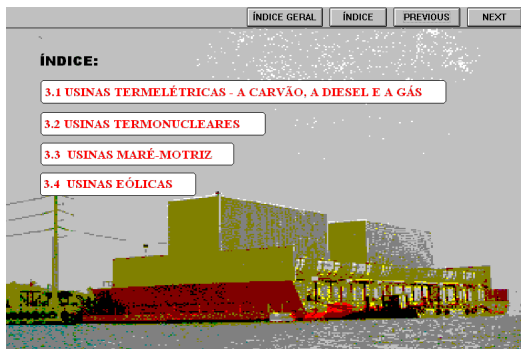 ÍNDICE GERAL ÍNDICE PREVIOUS NEXT
ÍNDICE:
3.1 USINAS TERMELÉTRICAS - A CARVÃO, A DIESEL E A GÁS
3.2 USINAS TERMONUCLEARES
3.3 USINAS MARÉ-MOTRIZ
3.4 USINAS EÓLICAS